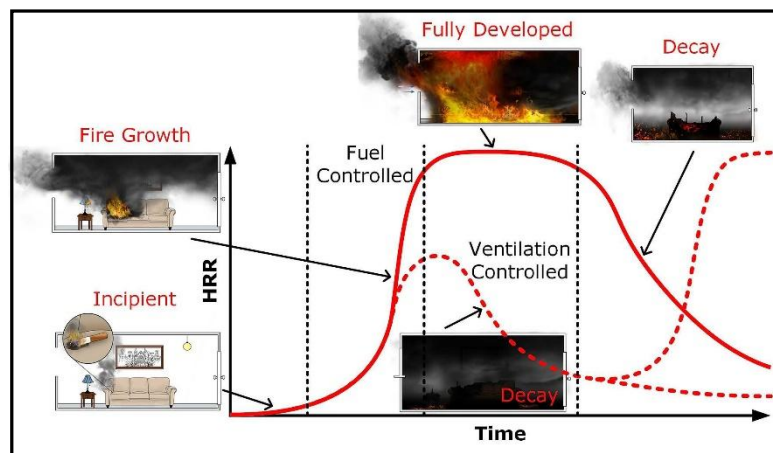 Fully Developed
Decay
Fire Growth
Fuel
Controlled
Ventilation
Controlled
Incipient
HRR
Decay
Time